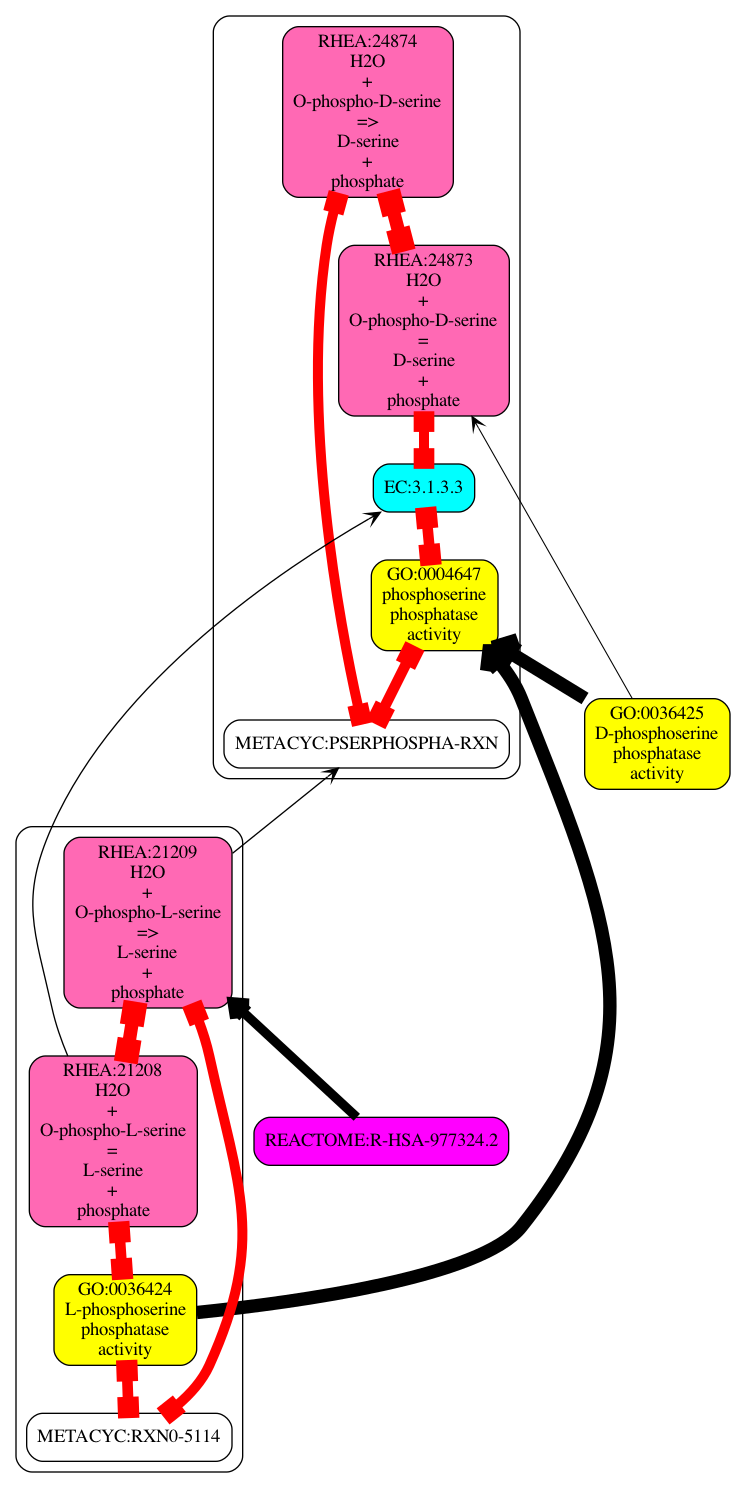 RHEA:24874
H2O
+
O-phospho-D-serine
=>
D-serine
+
phosphate
RHEA:24873
H2O
+
O-phospho-D-serine
=
D-serine
+
phosphate
EC:3.1.3.3
GO:0004647
phosphoserine
phosphatase
activity
GO:0036425
D-phosphoserine
phosphatase
activity
METACYC:PSERPHOSPHA-RXN
RHEA:21209
H2O
+
O-phospho-L-serine
=>
L-serine
+
phosphate
RHEA:21208
H2O
+
O-phospho-L-serine
=
L-serine
+
phosphate
REACTOME:R-HSA-977324.2
GO:0036424
L-phosphoserine
phosphatase
activity
METACYC:RXN0-5114